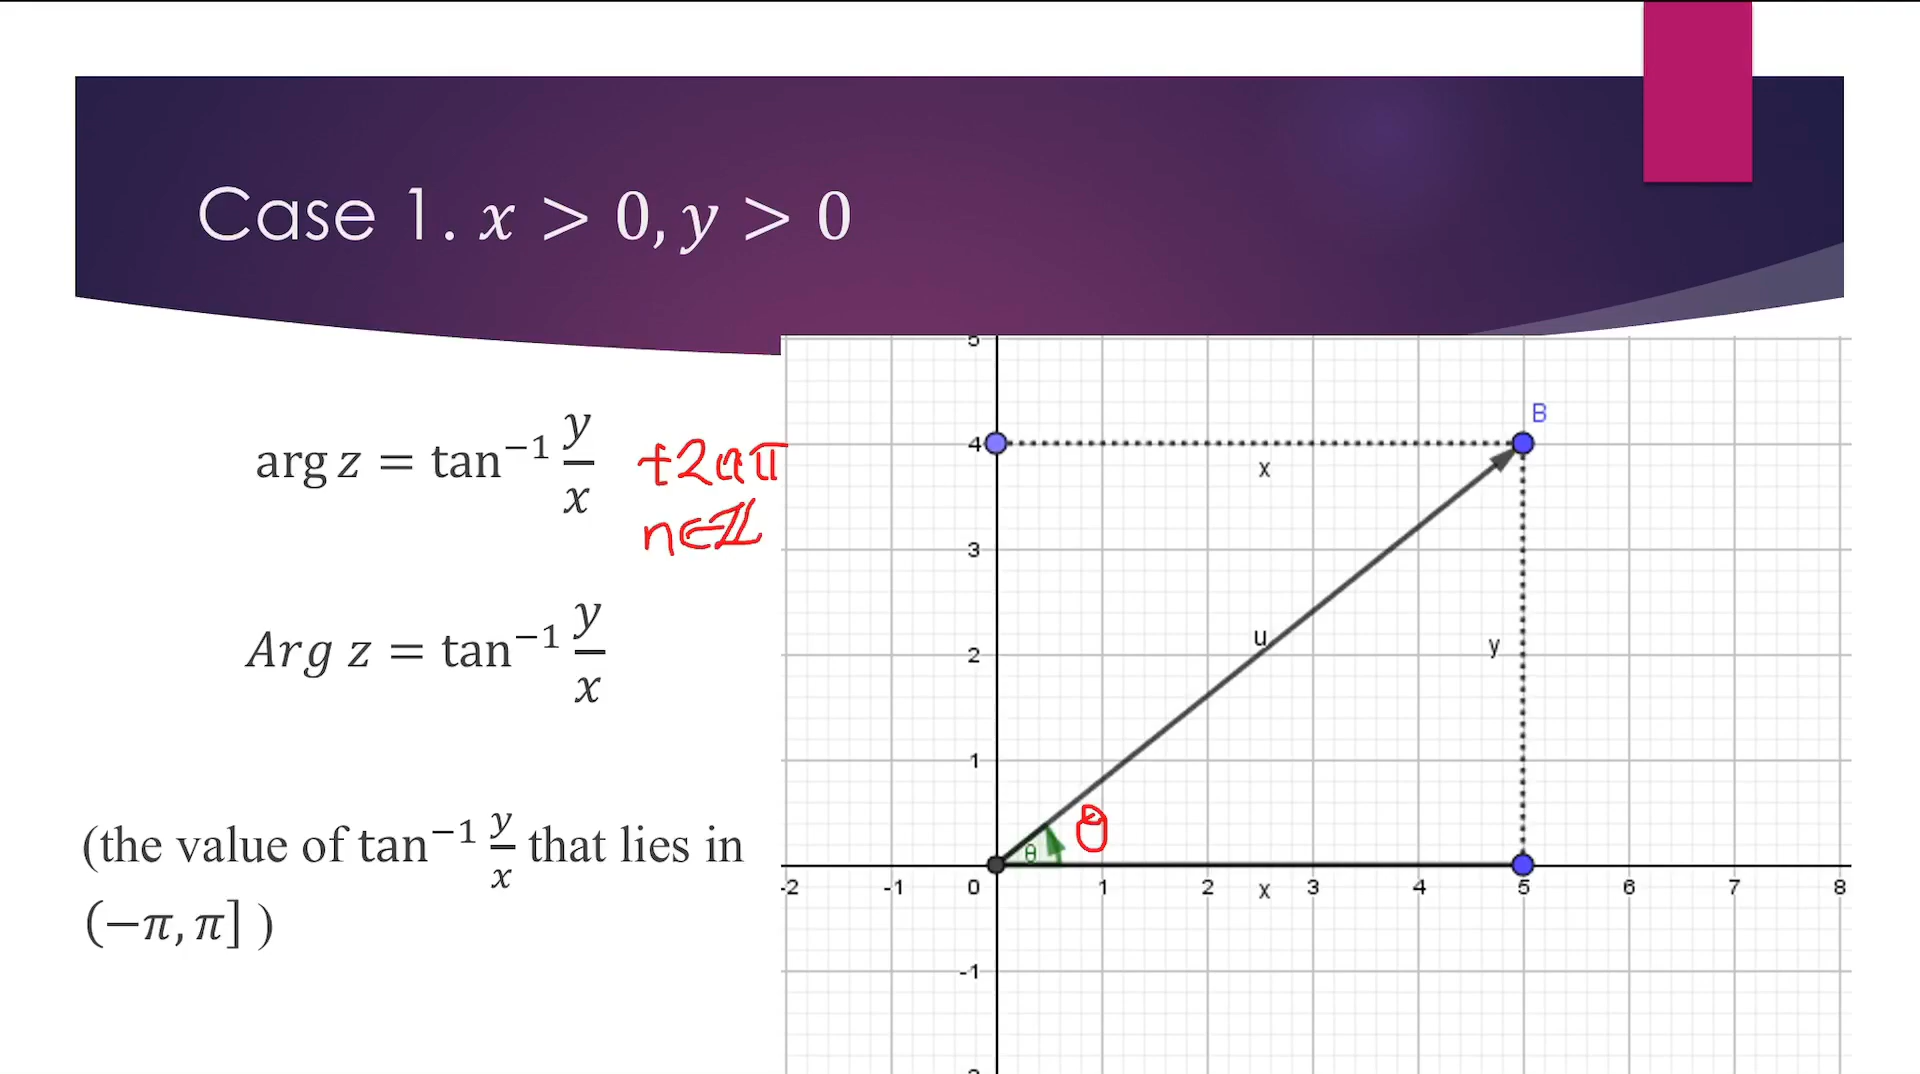 Case 1. x > 0, y > 0
arg z = tan⁻¹ y/x +2nπ
n∈ℤ
Arg z = tan⁻¹ y/x
(the value of tan⁻¹ y/x that lies in
(−π, π] )
5
B
4
x
3
u
2
y
1
θ
θ
-2 -1 0 1 2 x 3 4 5 6 7 8
-1